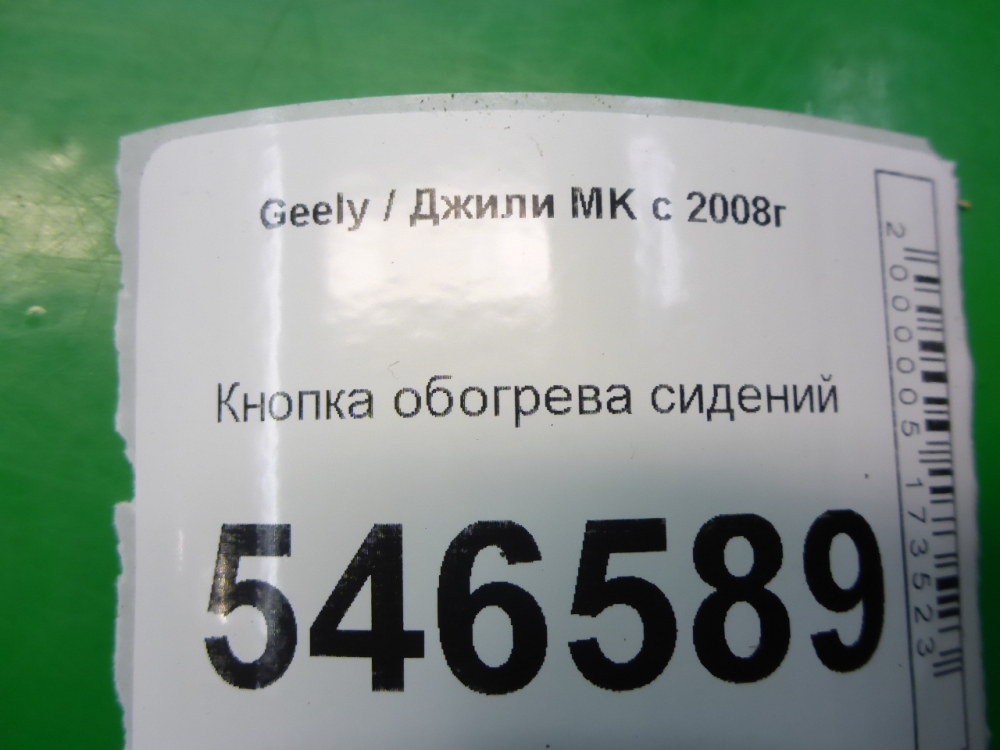 Geely / Джили MK с 2008г
Кнопка обогрева сидений
546589
2000005173523